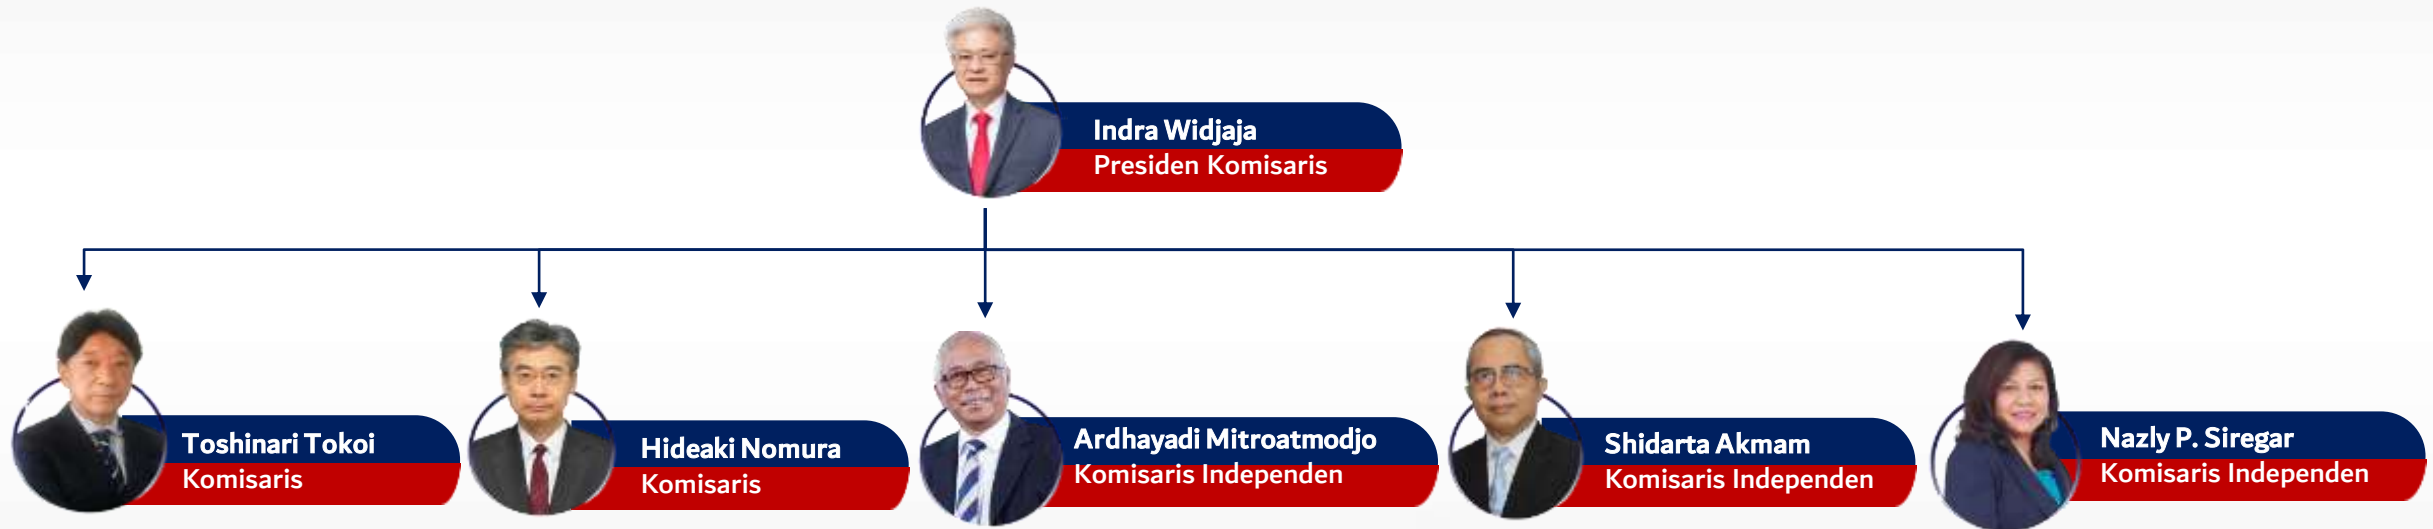 Indra Widjaja
Presiden Komisaris
Toshinari Tokoi
Komisaris
Hideaki Nomura
Komisaris
Ardhayadi Mitroatmodjo
Komisaris Independen
Shidarta Akmam
Komisaris Independen
Nazly P. Siregar
Komisaris Independen